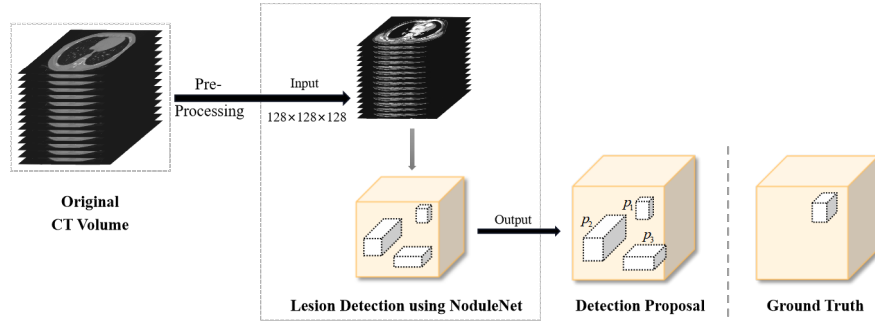 Original
CT Volume
Pre-
Processing
Input
128×128×128
Lesion Detection using NoduleNet
Output
p1
p2
p3
Detection Proposal
Ground Truth